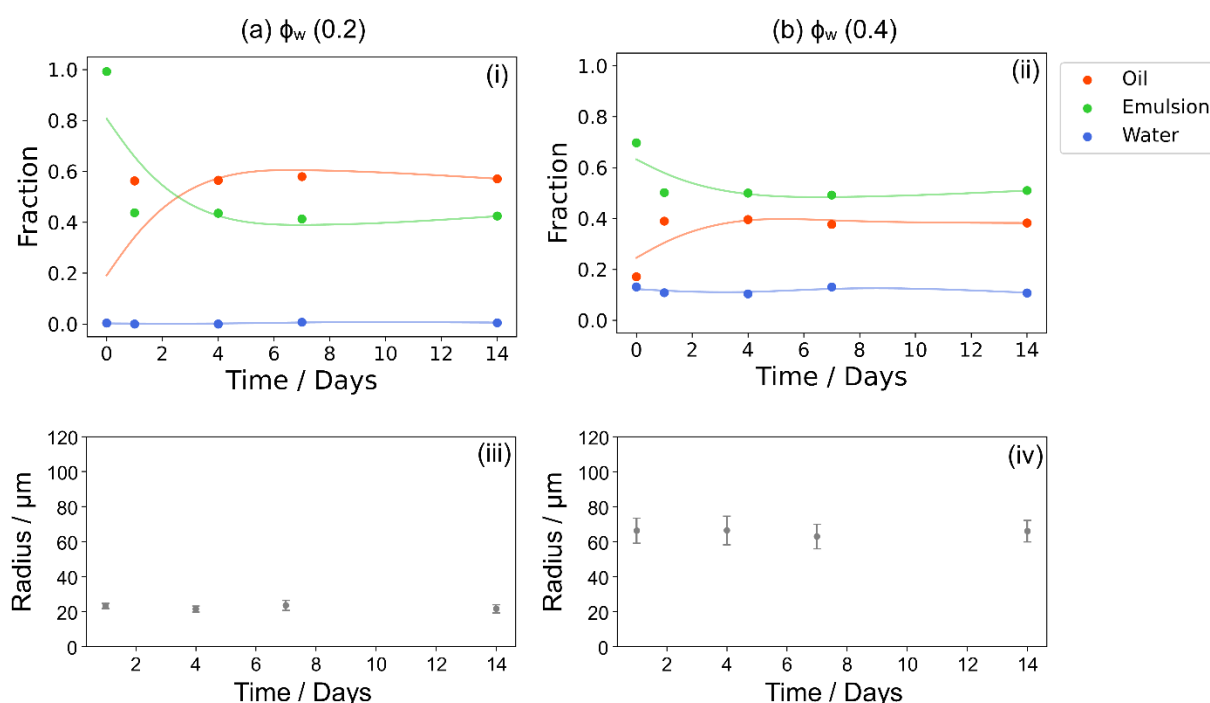 (a) ϕw (0.2)
(b) ϕw (0.4)
(i)
1.0
0.8
0.6
0.4
0.2
0.0
Fraction
0 2 4 6 8 10 12 14
Time / Days
(ii)
1.0
0.8
0.6
0.4
0.2
0.0
Fraction
0 2 4 6 8 10 12 14
Time / Days
Oil
Emulsion
Water
(iii)
120
100
80
60
40
20
0
Radius / μm
2 4 6 8 10 12 14
Time / Days
(iv)
120
100
80
60
40
20
0
Radius / μm
2 4 6 8 10 12 14
Time / Days